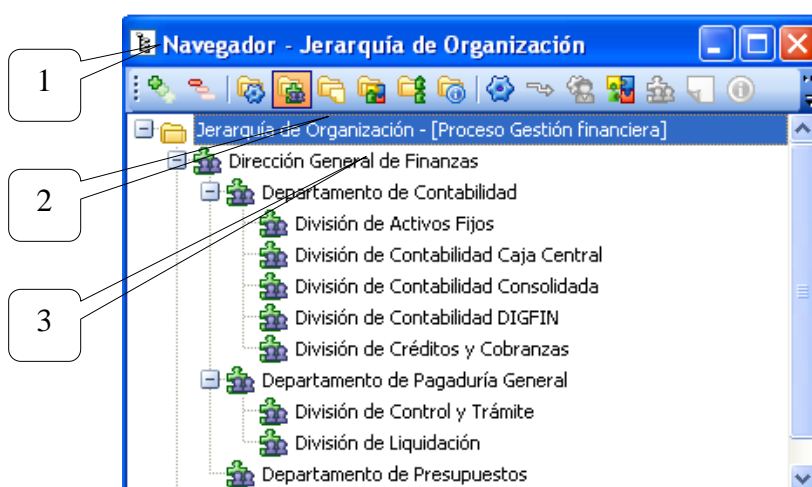 Navegador - Jerarquía de Organización
1
Jerarquía de Organización - [Proceso Gestión financiera]
Dirección General de Finanzas
2
Departamento de Contabilidad
División de Activos Fijos
División de Contabilidad Caja Central
División de Contabilidad Consolidada
3
División de Contabilidad DIGFIN
División de Créditos y Cobranzas
Departamento de Pagaduría General
División de Control y Trámite
División de Liquidación
Departamento de Presupuestos